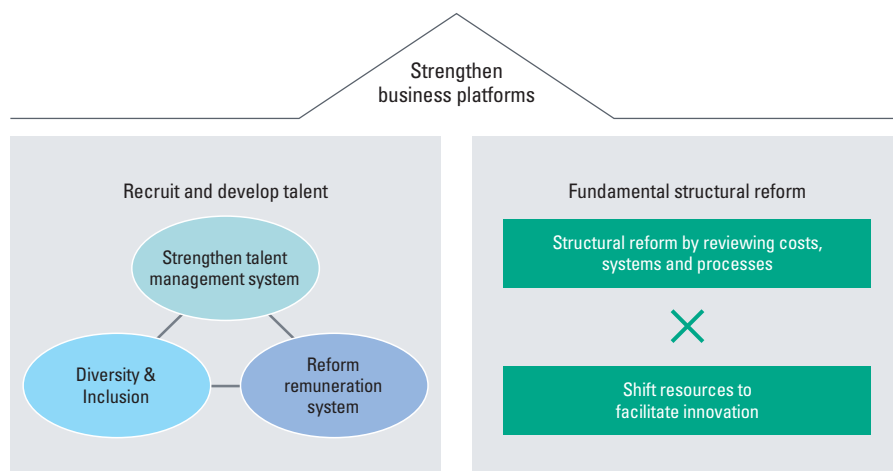 Strengthen
business platforms
Recruit and develop talent
Strengthen talent
management system
Diversity &
Inclusion
Reform
remuneration
system
Fundamental structural reform
Structural reform by reviewing costs,
systems and processes
Shift resources to
facilitate innovation